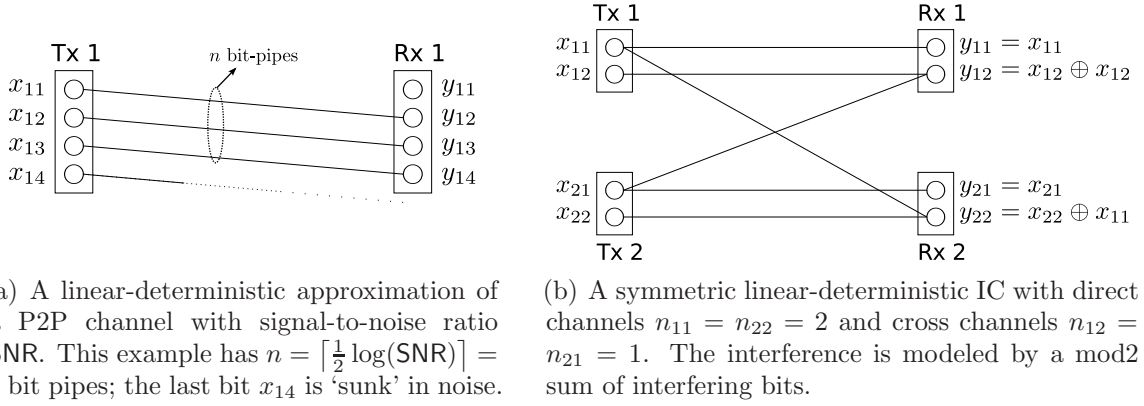 Tx 1
Rx 1
n bit-pipes
x₁₁
x₁₂
x₁₃
x₁₄
y₁₁
y₁₂
y₁₃
y₁₄
Tx 1
Rx 1
x₁₁
x₁₂
y₁₁ = x₁₁
y₁₂ = x₁₂ ⊕ x₁₂
x₂₁
x₂₂
y₂₁ = x₂₁
y₂₂ = x₂₂ ⊕ x₁₁
Tx 2
Rx 2
A linear-deterministic approximation of
P2P channel with signal-to-noise ratio
SNR. This example has n = ⌈½ log(SNR)⌉ =
bit pipes; the last bit x₁₄ is ‘sunk’ in noise.
(b) A symmetric linear-deterministic IC with direct
channels n₁₁ = n₂₂ = 2 and cross channels n₁₂ =
n₂₁ = 1. The interference is modeled by a mod2
sum of interfering bits.